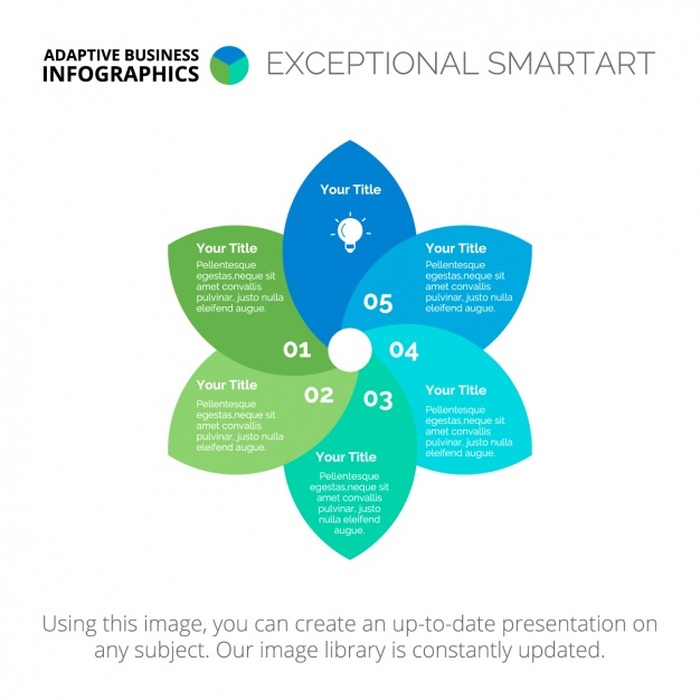 ADAPTIVE BUSINESS
INFOGRAPHICS
EXCEPTIONAL SMARTART
Your Title
Your Title
Pellentesque
egestas,neque sit
amet convallis
pulvinar, justo nulla
eleifend augue.
01
Your Title
Pellentesque
egestas,neque sit
amet convallis
pulvinar, justo nulla
eleifend augue.
02
Your Title
Pellentesque
egestas,neque sit
amet convallis
pulvinar, justo
nulla eleifend
augue.
03
Your Title
Pellentesque
egestas,neque sit
amet convallis
pulvinar, justo nulla
eleifend augue.
04
Your Title
Pellentesque
egestas,neque sit
amet convallis
pulvinar, justo nulla
eleifend augue.
05
Using this image, you can create an up-to-date presentation on
any subject. Our image library is constantly updated.